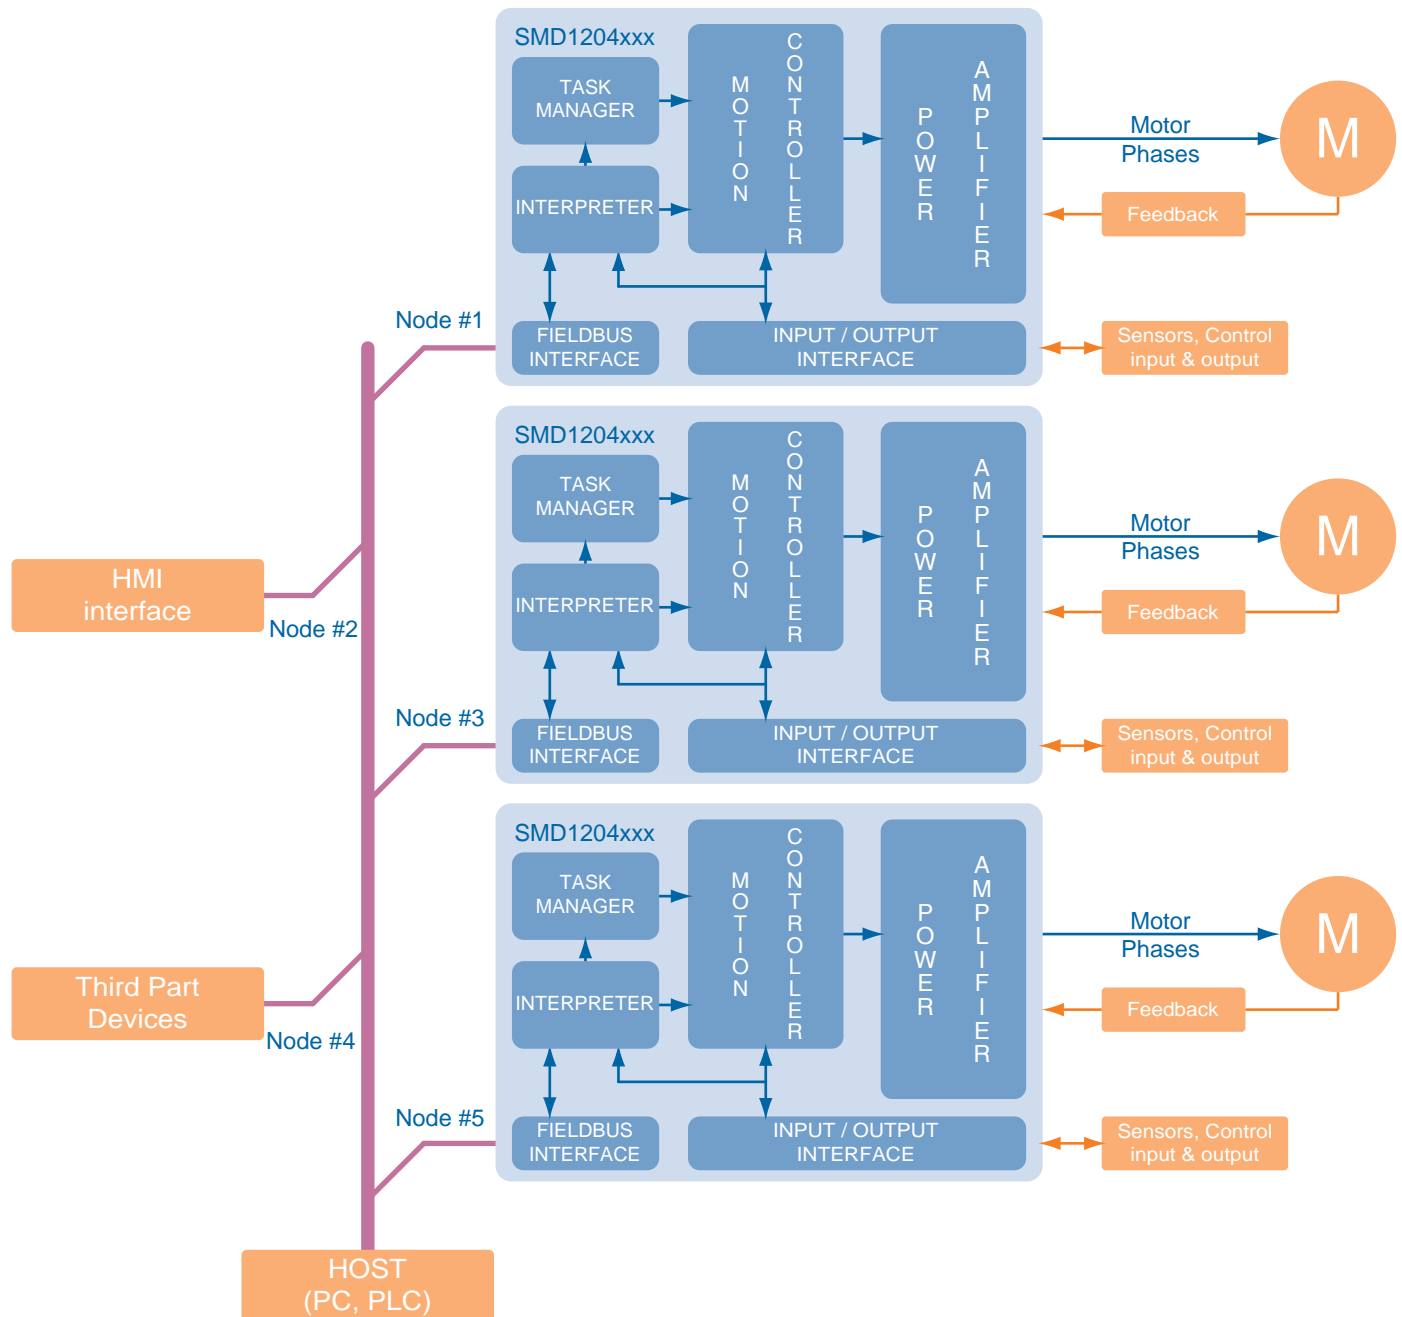 SMD1204xxx
TASK
MANAGER
INTERPRETER
MOTION
CONTROLLER
POWER
AMPLIFIER
Motor
Phases
M
Feedback
Node #1
FIELDBUS
INTERFACE
INPUT / OUTPUT
INTERFACE
Sensors, Control
input & output
SMD1204xxx
TASK
MANAGER
INTERPRETER
MOTION
CONTROLLER
POWER
AMPLIFIER
Motor
Phases
M
Feedback
HMI
interface
Node #2
Node #3
FIELDBUS
INTERFACE
INPUT / OUTPUT
INTERFACE
Sensors, Control
input & output
SMD1204xxx
TASK
MANAGER
INTERPRETER
MOTION
CONTROLLER
POWER
AMPLIFIER
Motor
Phases
M
Feedback
Third Part
Devices
Node #4
Node #5
FIELDBUS
INTERFACE
INPUT / OUTPUT
INTERFACE
Sensors, Control
input & output
HOST
(PC, PLC)